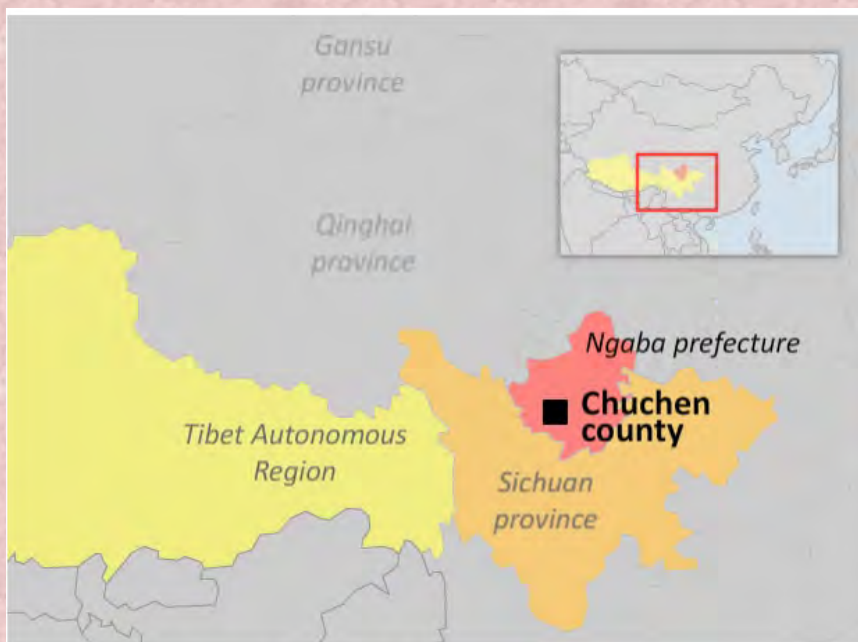 Gansu
province
Qinghai
province
Ngaba prefecture
Chuchen
county
Tibet Autonomous
Region
Sichuan
province